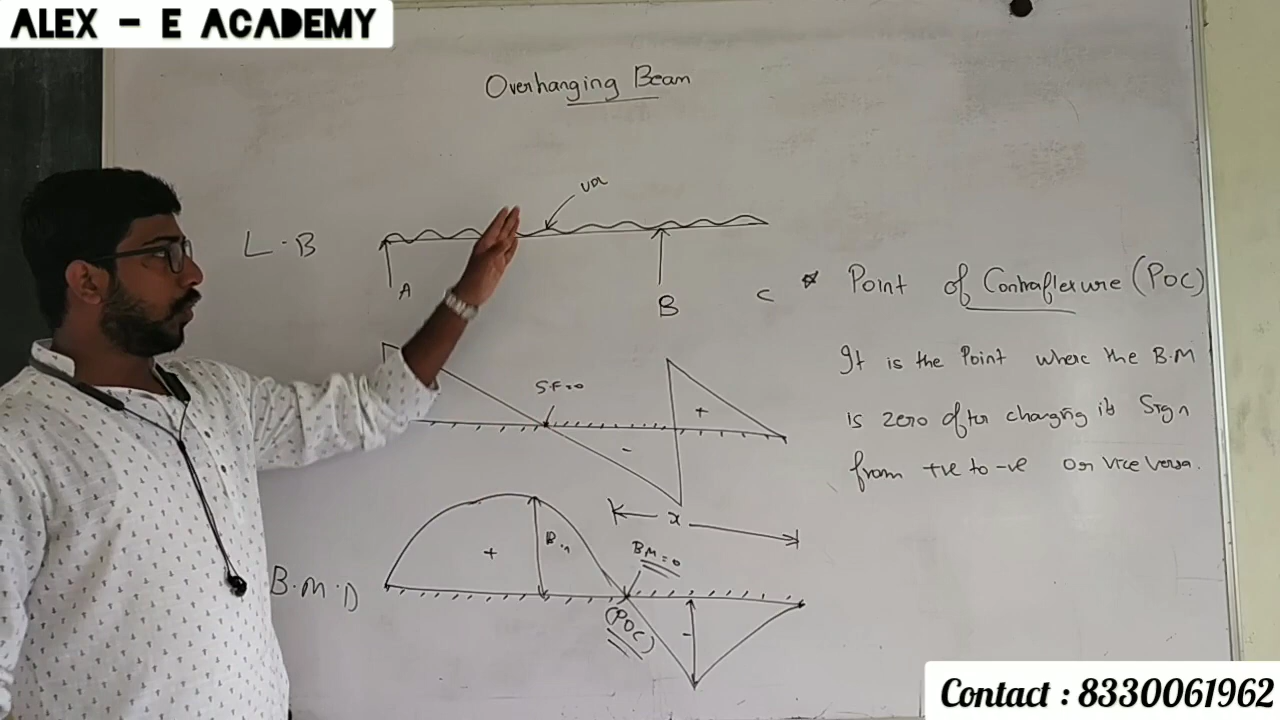 ALEX - E ACADEMY
Overhanging Beam
L.B
A
B
C
* Point of Contraflexure (POC)
It is the Point where the B.M
is zero after changing its Sign
from +ve to -ve or vice versa.
S.F=0
+
-
x
B.M.D
+
BM=0
(POC)
-
Contact : 8330061962